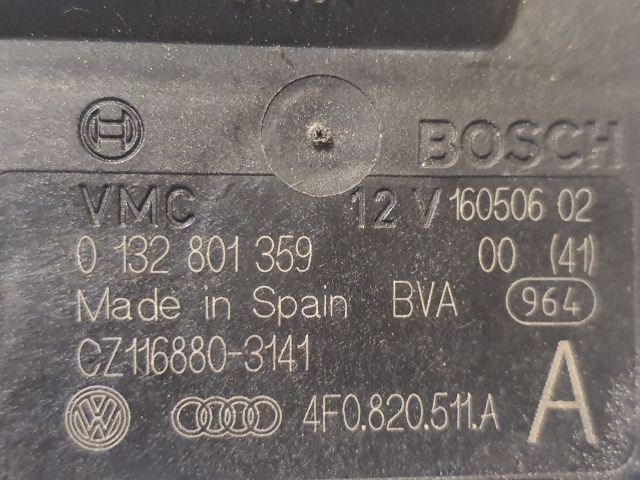 BOSCH
VMC 12 V 160506 02
0 132 801 359 00 (41)
Made in Spain BVA 964
CZ116880-3141 A
VW 4F0.820.511.A